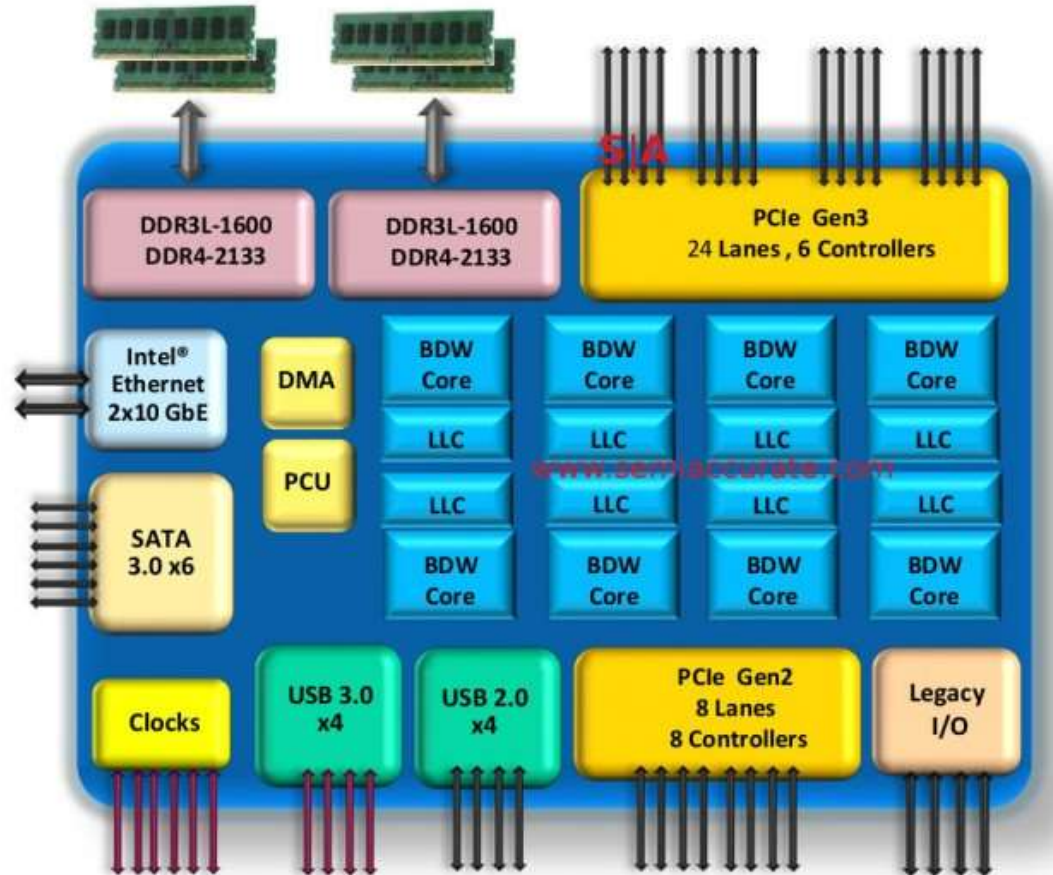 S|A
DDR3L-1600
DDR4-2133
DDR3L-1600
DDR4-2133
PCIe Gen3
24 Lanes , 6 Controllers
Intel®
Ethernet
2x10 GbE
DMA
BDW
Core
BDW
Core
BDW
Core
BDW
Core
LLC
LLC
LLC
LLC
www.semiaccurate.com
PCU
LLC
LLC
LLC
LLC
SATA
3.0 x6
BDW
Core
BDW
Core
BDW
Core
BDW
Core
Clocks
USB 3.0
x4
USB 2.0
x4
PCIe Gen2
8 Lanes
8 Controllers
Legacy
I/O